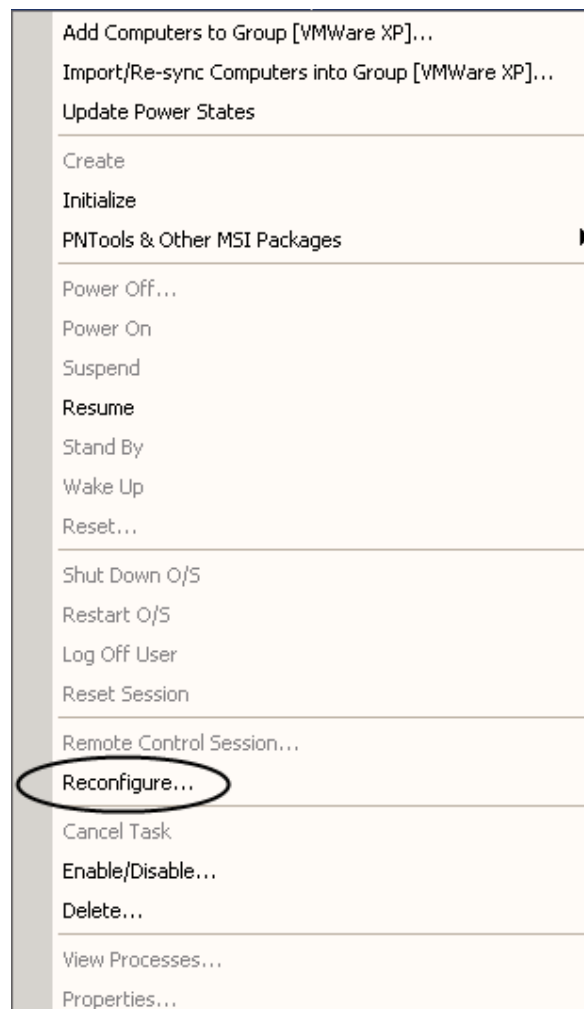 Add Computers to Group [VMWare XP]...
Import/Re-sync Computers into Group [VMWare XP]...
Update Power States
Create
Initialize
PNTools & Other MSI Packages
Power Off...
Power On
Suspend
Resume
Stand By
Wake Up
Reset...
Shut Down O/S
Restart O/S
Log Off User
Reset Session
Remote Control Session...
Reconfigure...
Cancel Task
Enable/Disable...
Delete...
View Processes...
Properties...